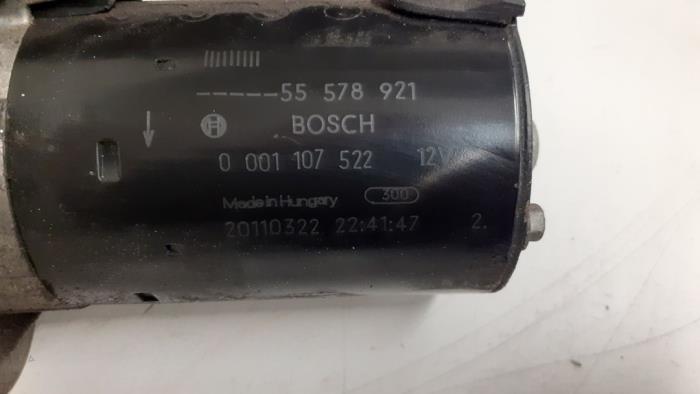 -----55 578 921
BOSCH
0 001 107 522 12V
Made in Hungary 300
20110322 22:41:47 2.